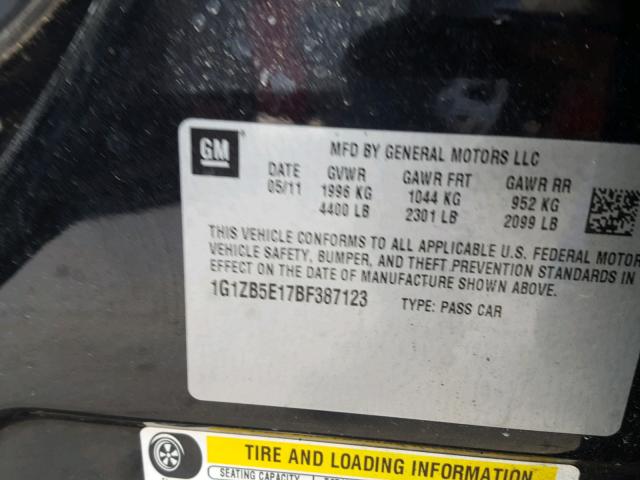 GM
MFD BY GENERAL MOTORS LLC
DATE GVWR GAWR FRT GAWR RR
05/11 1996 KG 1044 KG 952 KG
4400 LB 2301 LB 2099 LB
THIS VEHICLE CONFORMS TO ALL APPLICABLE U.S. FEDERAL MOTOR
VEHICLE SAFETY, BUMPER, AND THEFT PREVENTION STANDARDS IN
EFFECT ON THE DATE OF MANUFACTURE SHOWN ABOVE.
1G1ZB5E17BF387123 TYPE: PASS CAR
TIRE AND LOADING INFORMATION
SEATING CAPACITY